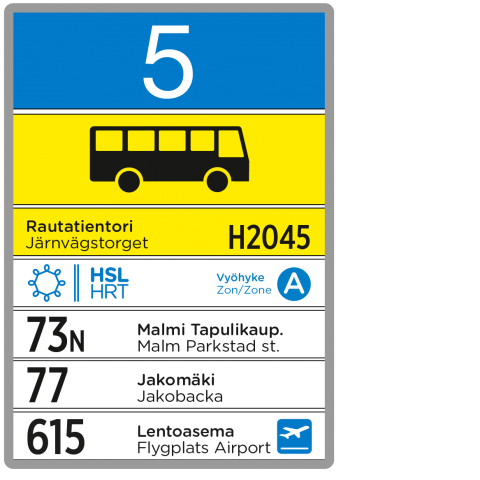 5
Rautatientori
Järnvägstorget
H2045
HSL
HRT
Vyöhyke
Zon/Zone
A
73N
Malmi Tapulikaup.
Malm Parkstad st.
77
Jakomäki
Jakobacka
615
Lentoasema
Flygplats Airport